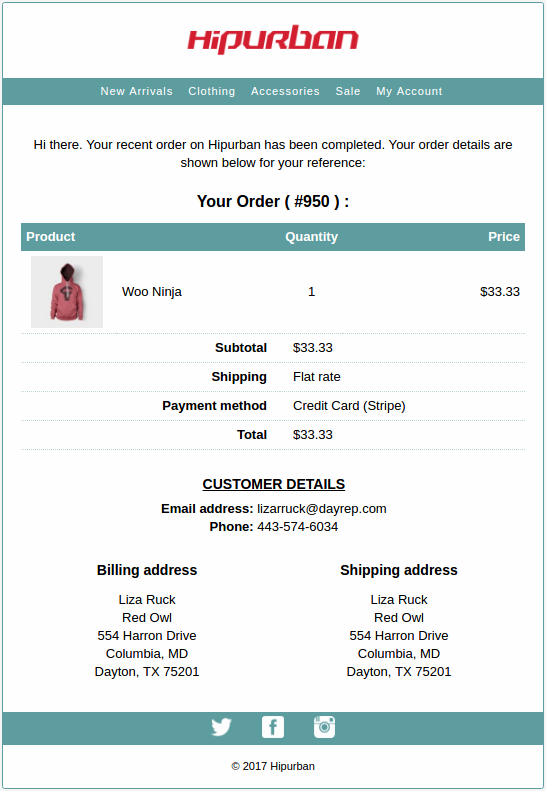 Hipurban
New Arrivals Clothing Accessories Sale My Account
Hi there. Your recent order on Hipurban has been completed. Your order details are
shown below for your reference:
Your Order ( #950 ) :
Product Quantity Price
Woo Ninja 1 $33.33
Subtotal $33.33
Shipping Flat rate
Payment method Credit Card (Stripe)
Total $33.33
CUSTOMER DETAILS
Email address: lizarruck@dayrep.com
Phone: 443-574-6034
Billing address
Liza Ruck
Red Owl
554 Harron Drive
Columbia, MD
Dayton, TX 75201
Shipping address
Liza Ruck
Red Owl
554 Harron Drive
Columbia, MD
Dayton, TX 75201
© 2017 Hipurban